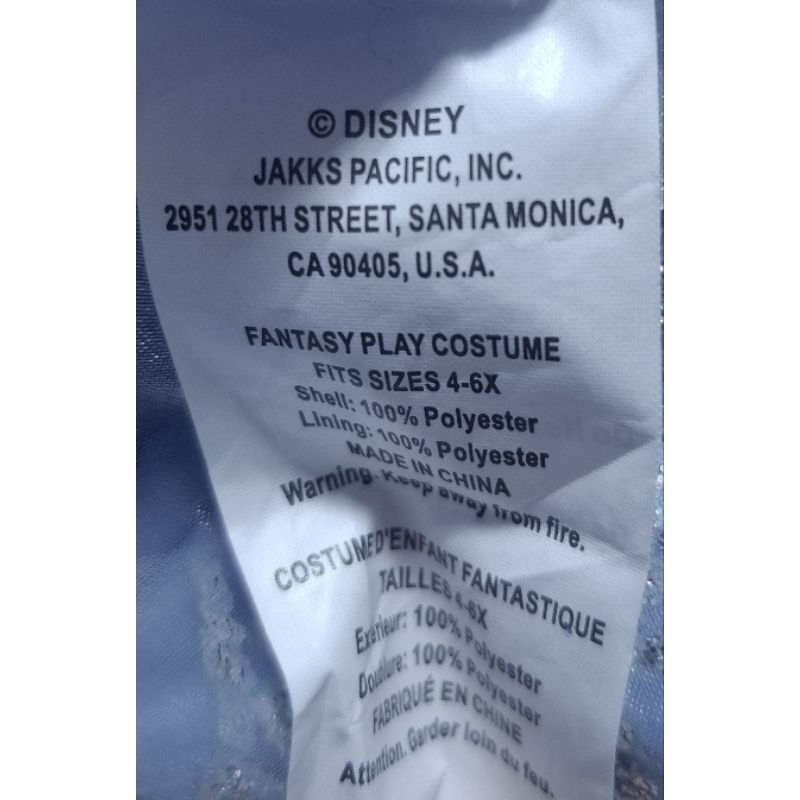 © DISNEY
JAKKS PACIFIC, INC.
2951 28TH STREET, SANTA MONICA,
CA 90405, U.S.A.
FANTASY PLAY COSTUME
FITS SIZES 4-6X
Shell: 100% Polyester
Lining: 100% Polyester
MADE IN CHINA
Warning. Keep away from fire.
COSTUME D'ENFANT FANTASTIQUE
TAILLES 4-6X
Exterieur: 100% Polyester
Doublure: 100% Polyester
FABRIQUÉ EN CHINE
Attention. Garder loin du feu.